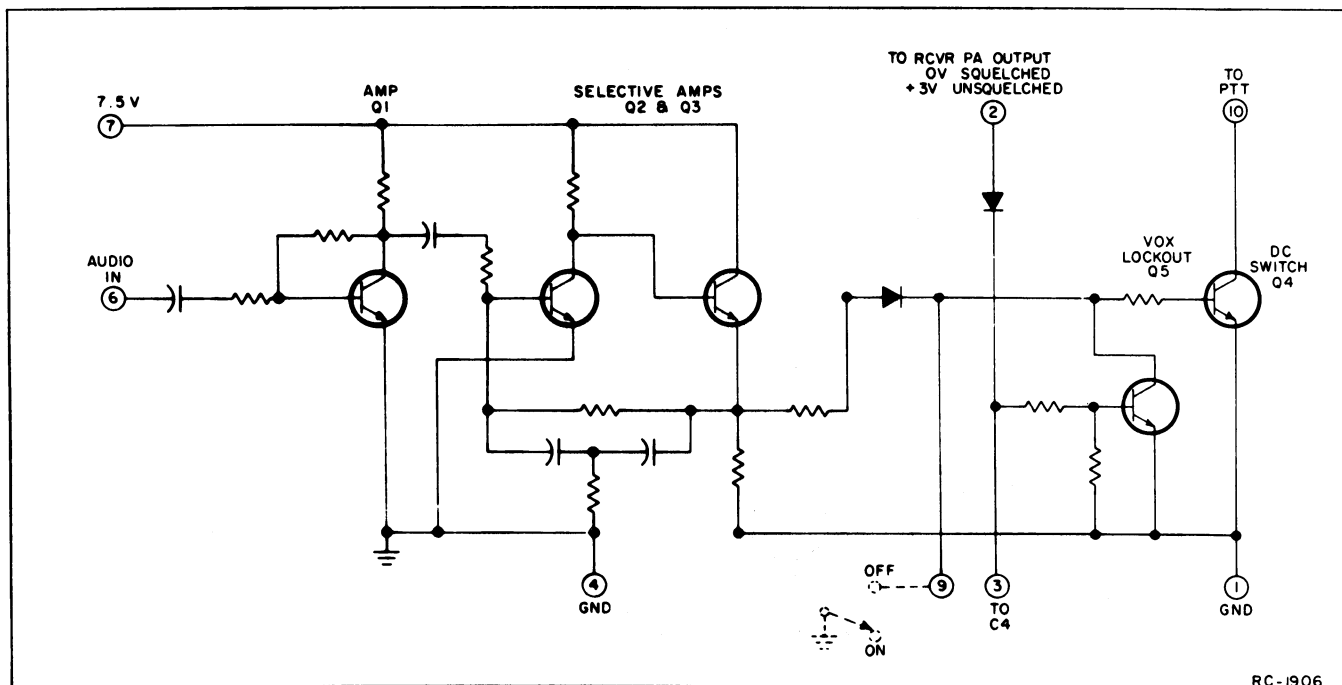 TO RCVR PA OUTPUT
0V SQUELCHED
+3V UNSQUELCHED
2
TO
PTT
10
7.5 V
7
AMP
Q1
SELECTIVE AMPS
Q2 & Q3
AUDIO
IN
6
VOX
LOCKOUT
Q5
DC
SWITCH
Q4
4
GND
OFF
9
ON
3
TO
C4
1
GND
RC-1906